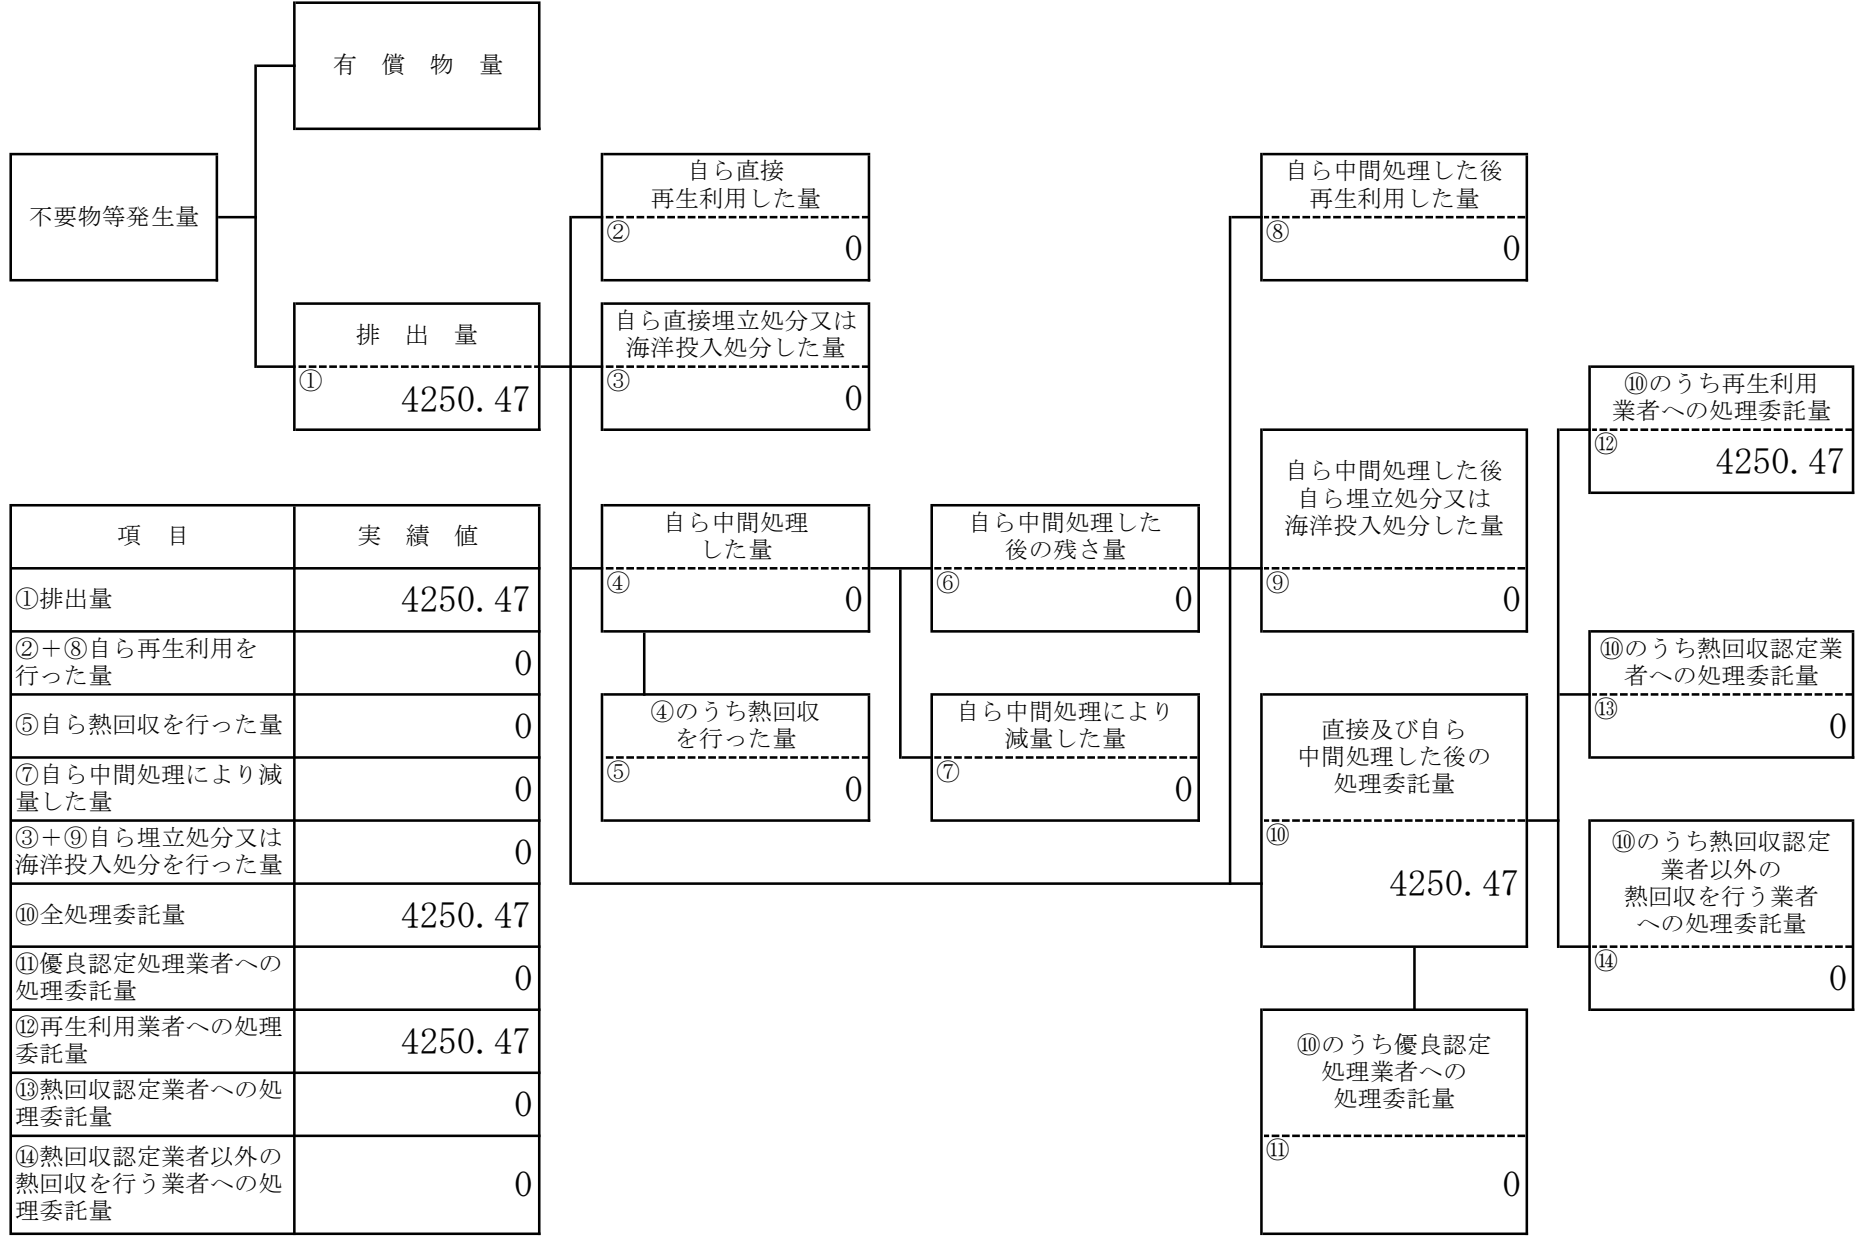 有　償　物　量
不要物等発生量
排　出　量
①
4250.47
自ら直接
再生利用した量
②
0
自ら直接埋立処分又は
海洋投入処分した量
③
0
自ら中間処理
した量
④
0
④のうち熱回収
を行った量
⑤
0
自ら中間処理した
後の残さ量
⑥
0
自ら中間処理により
減量した量
⑦
0
自ら中間処理した後
再生利用した量
⑧
0
自ら中間処理した後
自ら埋立処分又は
海洋投入処分した量
⑨
0
直接及び自ら
中間処理した後の
処理委託量
⑩
4250.47
⑩のうち優良認定
処理業者への
処理委託量
⑪
0
⑩のうち再生利用
業者への処理委託量
⑫
4250.47
⑩のうち熱回収認定業
者への処理委託量
⑬
0
⑩のうち熱回収認定
業者以外の
熱回収を行う業者
への処理委託量
⑭
0
項　目
実　績　値
①排出量
4250.47
②＋⑧自ら再生利用を
行った量
0
⑤自ら熱回収を行った量
0
⑦自ら中間処理により減
量した量
0
③＋⑨自ら埋立処分又は
海洋投入処分を行った量
0
⑩全処理委託量
4250.47
⑪優良認定処理業者への
処理委託量
0
⑫再生利用業者への処理
委託量
4250.47
⑬熱回収認定業者への処
理委託量
0
⑭熱回収認定業者以外の
熱回収を行う業者への処
理委託量
0